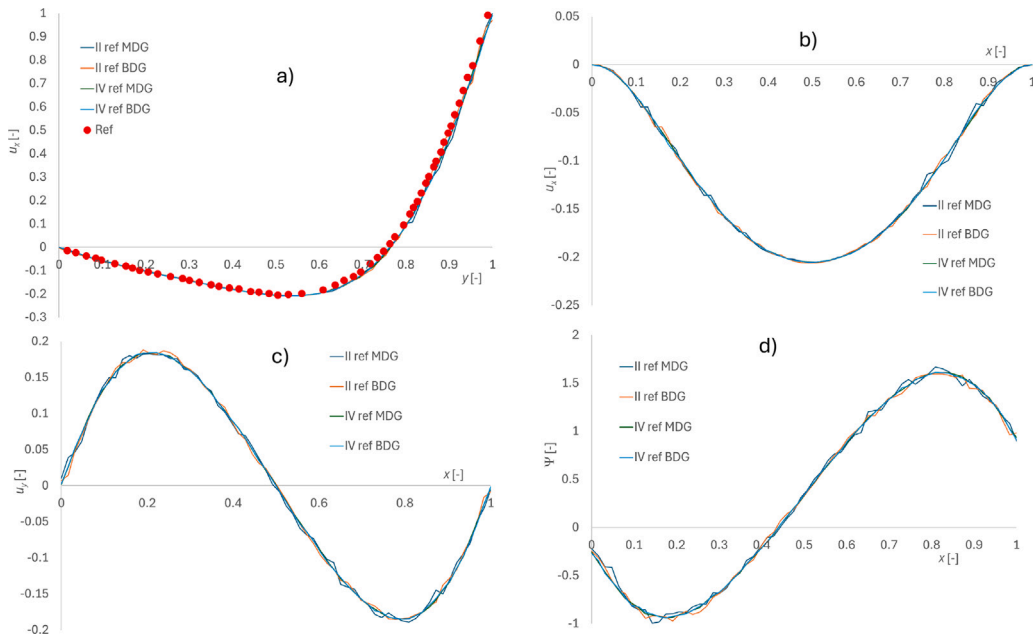 1
0.9
0.8
0.7
0.6
0.5
0.4
0.3
0.2
0.1
0
-0.1
-0.2
-0.3
0 0.1 0.2 0.3 0.4 0.5 0.6 0.7 0.8 0.9 1
II ref MDG
II ref BDG
IV ref MDG
IV ref BDG
Ref
a)
uₓ [-]
y [-]
0.05
0
-0.05
-0.1
-0.15
-0.2
-0.25
0 0.1 0.2 0.3 0.4 0.5 0.6 0.7 0.8 0.9 1
b)
x [-]
uₓ [-]
II ref MDG
II ref BDG
IV ref MDG
IV ref BDG
0.2
0.15
0.1
0.05
0
-0.05
-0.1
-0.15
-0.2
0 0.2 0.4 0.6 0.8 1
c)
II ref MDG
II ref BDG
IV ref MDG
IV ref BDG
x [-]
u_y [-]
2
1.5
1
0.5
0
-0.5
-1
0 0.1 0.2 0.3 0.4 0.5 0.6 0.7 0.8 0.9 1
d)
II ref MDG
II ref BDG
IV ref MDG
IV ref BDG
Ψ [-]
x [-]